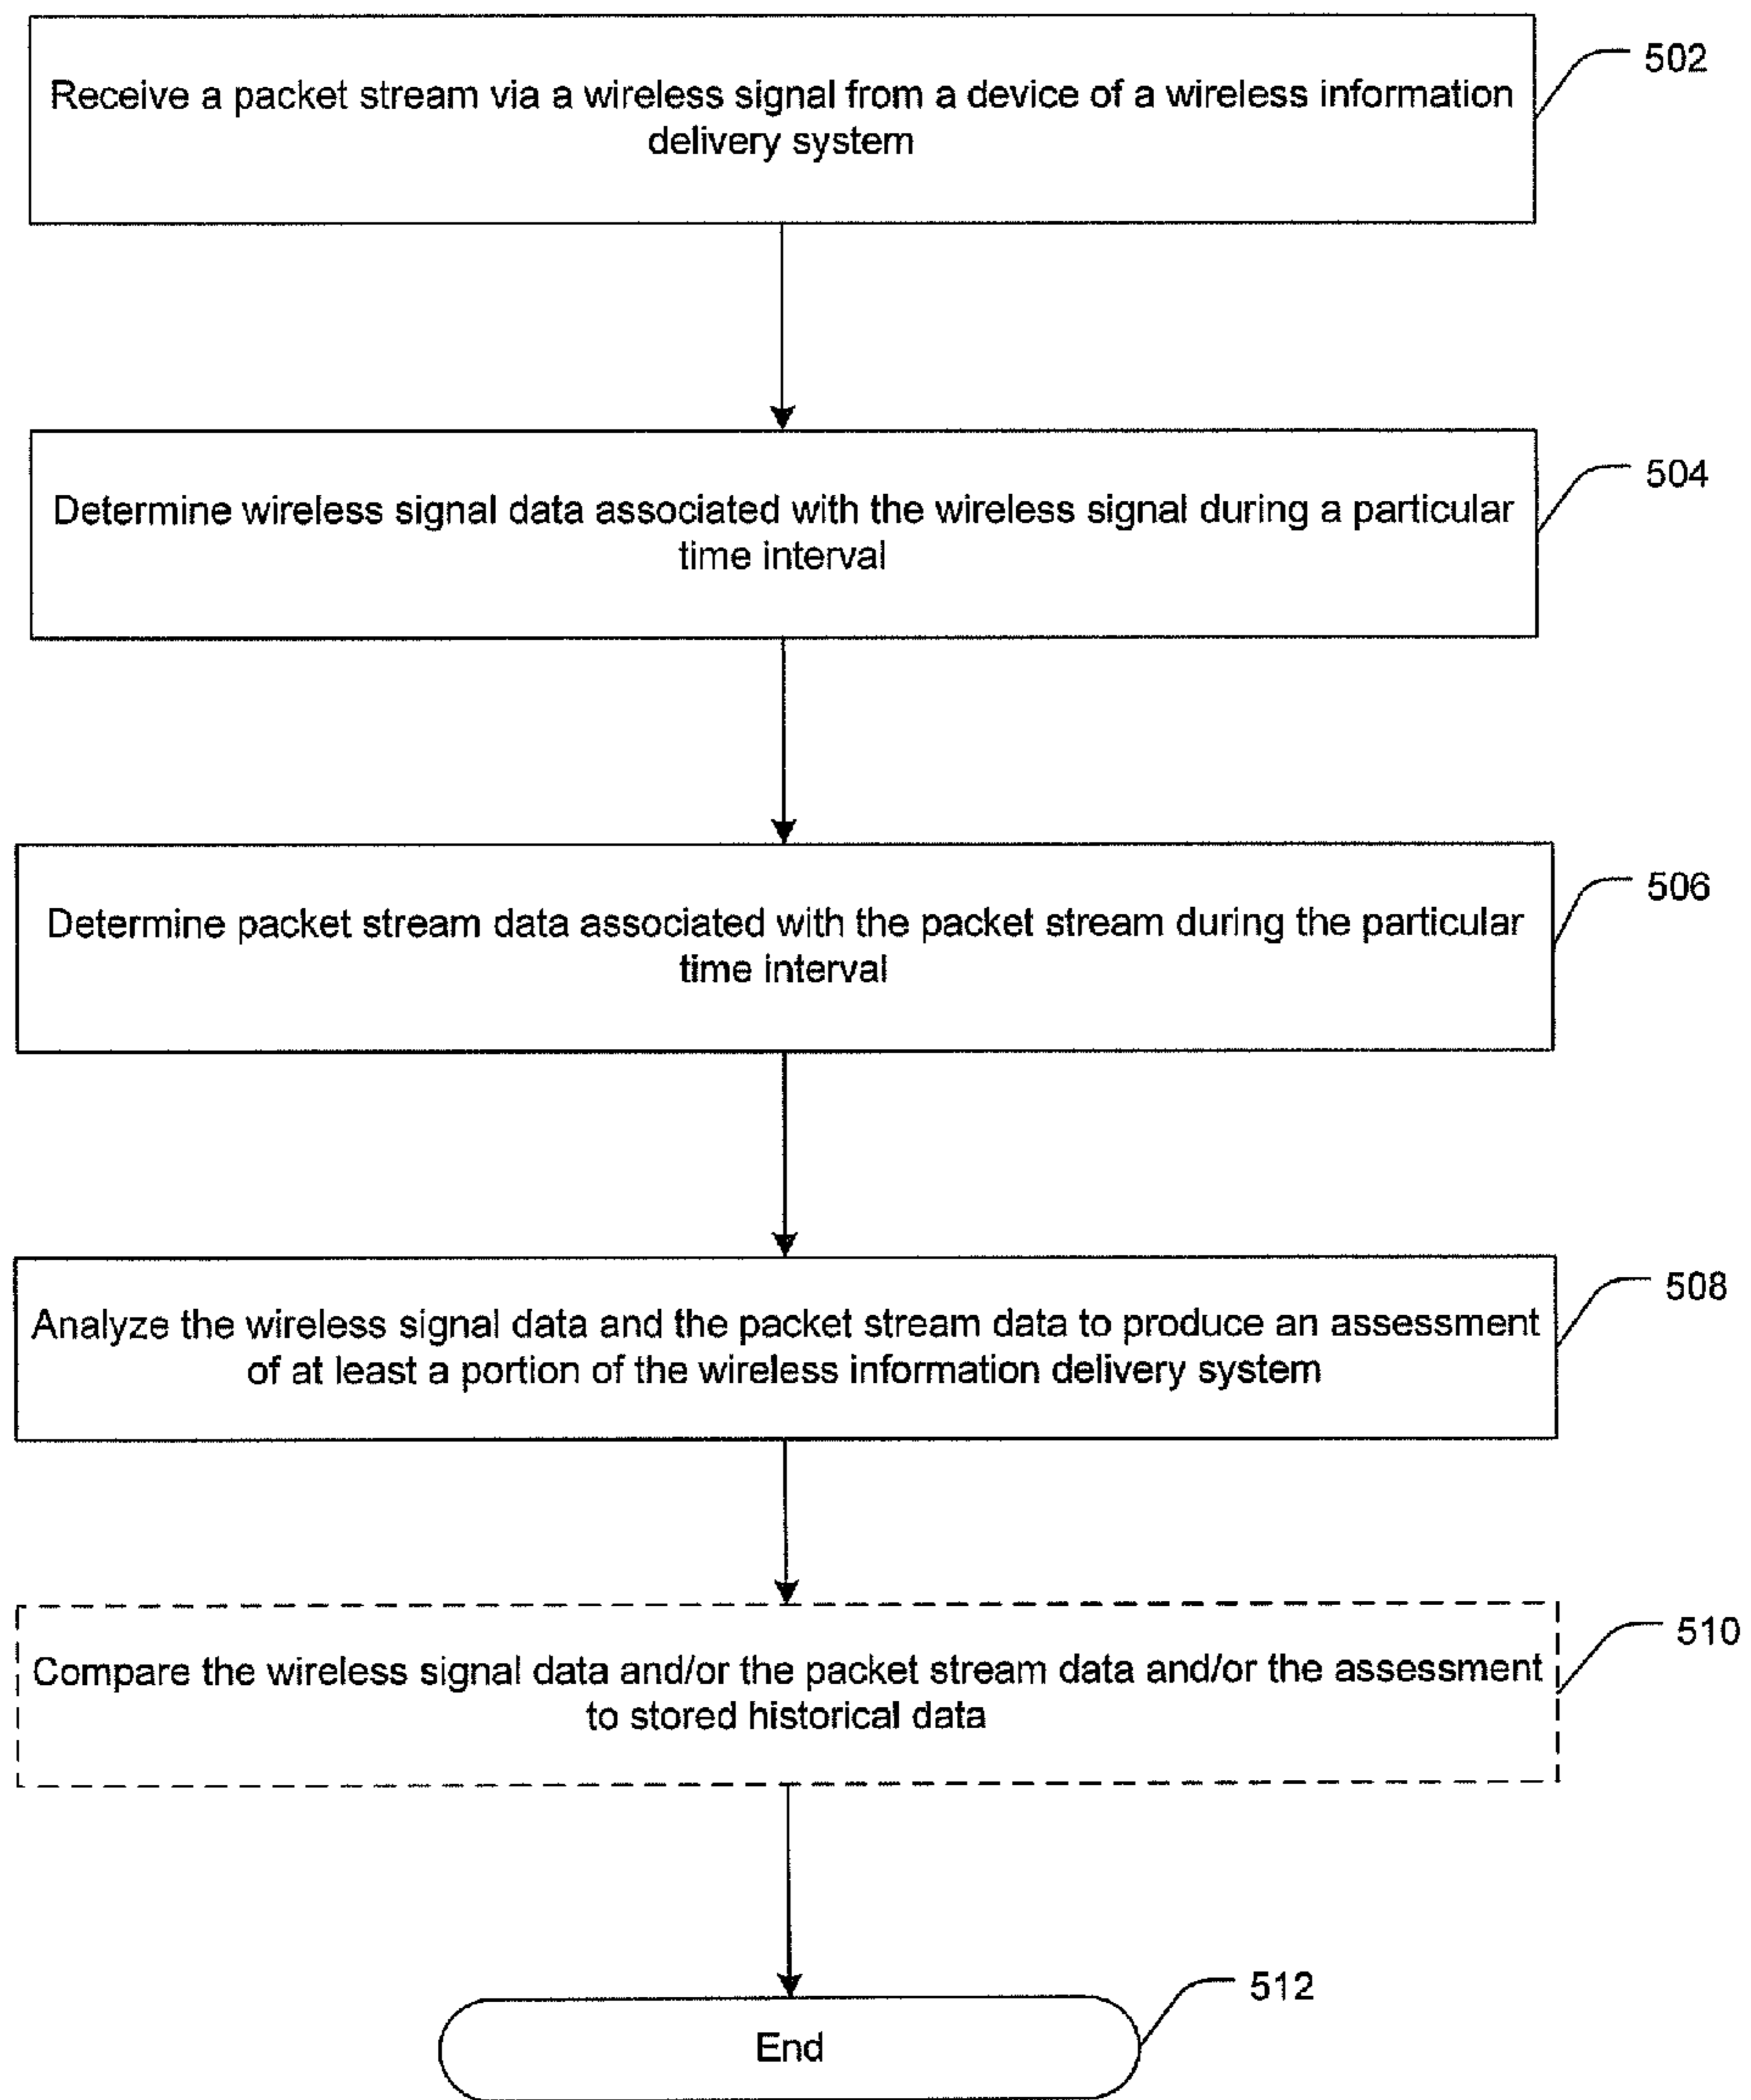 502
Receive a packet stream via a wireless signal from a device of a wireless information
delivery system
504
Determine wireless signal data associated with the wireless signal during a particular
time interval
506
Determine packet stream data associated with the packet stream during the particular
time interval
508
Analyze the wireless signal data and the packet stream data to produce an assessment
of at least a portion of the wireless information delivery system
510
Compare the wireless signal data and/or the packet stream data and/or the assessment
to stored historical data
512
End